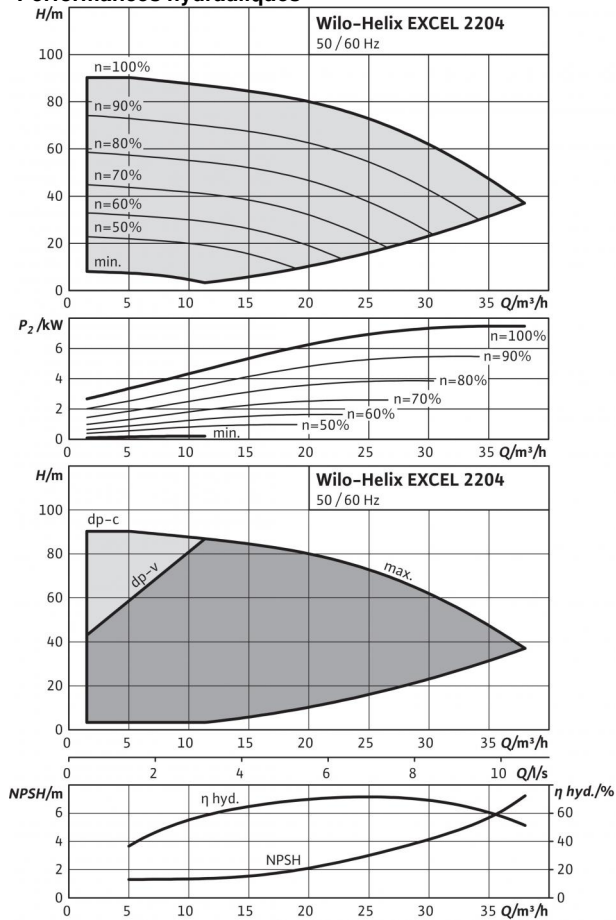 Performances hydrauliques
H/m
Wilo-Helix EXCEL 2204
50 / 60 Hz
100
n=100%
80
n=90%
60
n=80%
n=70%
40
n=60%
n=50%
20
min.
0
0 5 10 15 20 25 30 35 Q/m³/h
P₂ /kW
6
n=100%
n=90%
4
n=80%
n=70%
2
n=60%
n=50%
min.
0
0 5 10 15 20 25 30 35 Q/m³/h
H/m
Wilo-Helix EXCEL 2204
50 / 60 Hz
100
dp-c
80
dp-v
max.
60
40
20
0
0 5 10 15 20 25 30 35 Q/m³/h
0 2 4 6 8 10 Q/l/s
NPSH/m
η hyd./%
η hyd.
6 60
4 40
NPSH
2 20
0 0
0 5 10 15 20 25 30 35 Q/m³/h